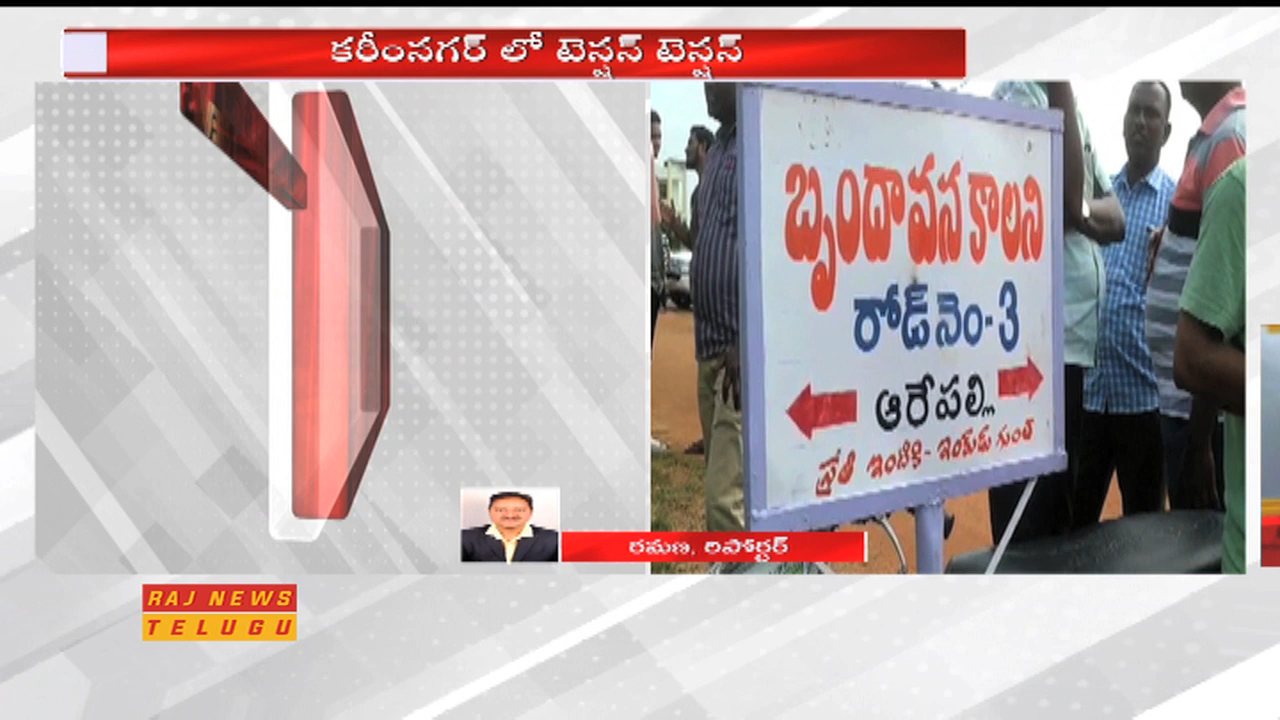 కరీంనగర్ లో టెన్షన్ టెన్షన్
బృందావన కాలని
రోడ్ నెం-3
ఆరేపల్లి
ప్రతి ఇంటికి - ఇంకుడు గుంత
రమణ, రిపోర్టర్
RAJ NEWS
TELUGU